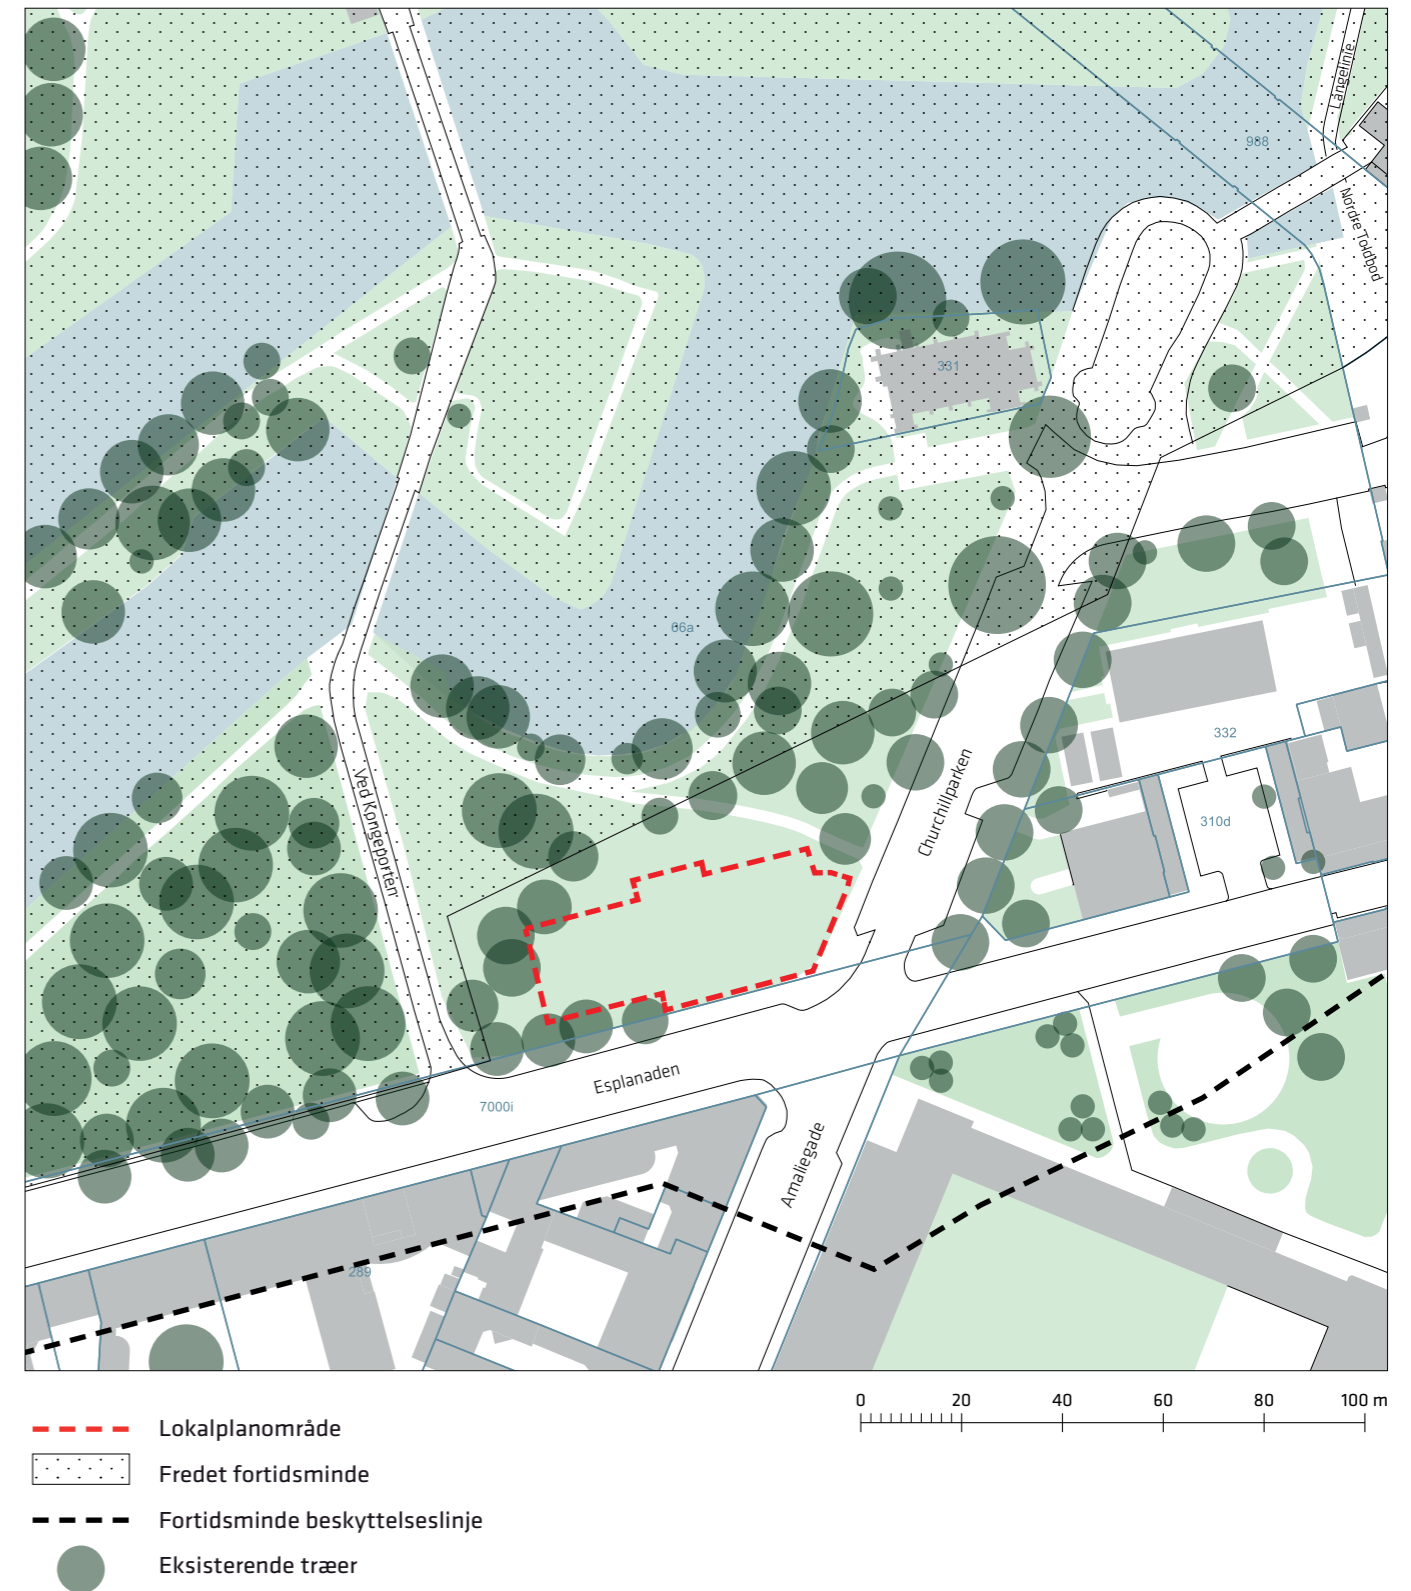 Langelinie
988
Nordre Toldbod
331
66a
332
Churchillparken
Ved Kongeporten
310d
Esplanaden
7000i
Amaliegade
289
0 20 40 60 80 100 m
Lokalplanområde
Fredet fortidsminde
Fortidsminde beskyttelseslinje
Eksisterende træer